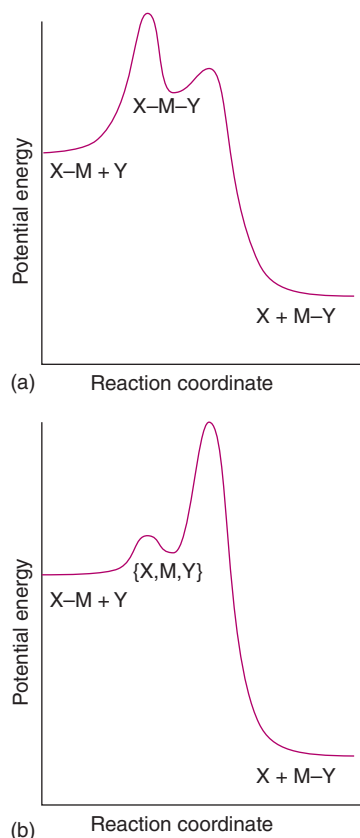 Potential energy
X–M–Y
X–M + Y
X + M–Y
(a)
Reaction coordinate
Potential energy
{X,M,Y}
X–M + Y
X + M–Y
(b)
Reaction coordinate